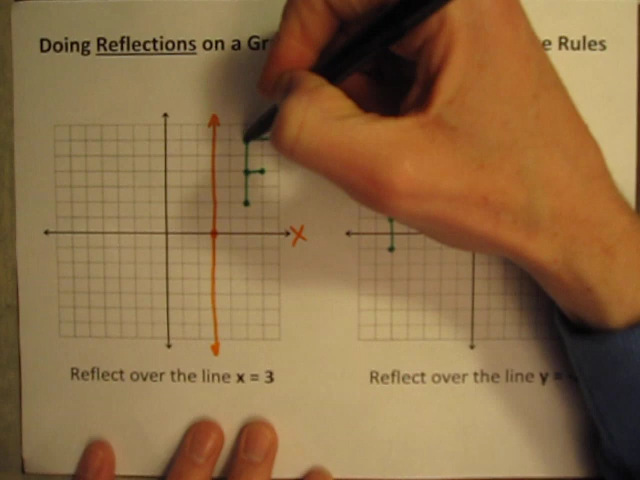 Doing Reflections on a Gr e Rules
X
Reflect over the line x = 3
Reflect over the line y =